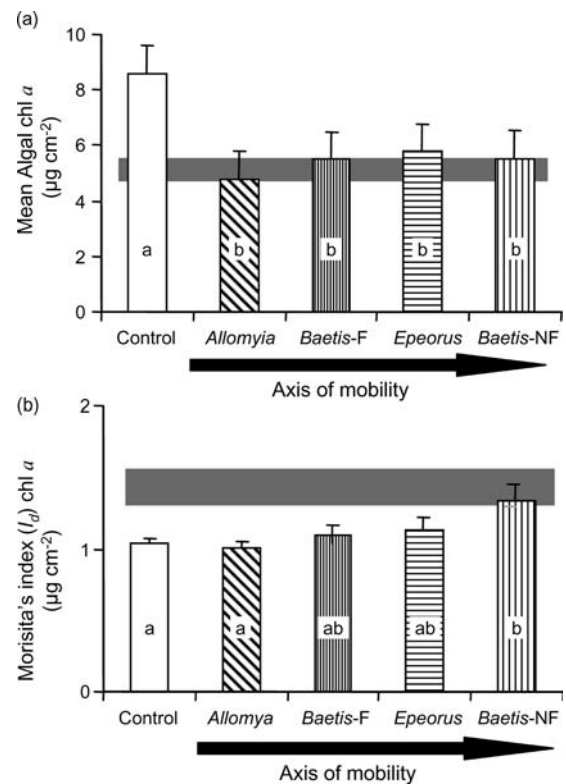 (a)
10
8
6
4
2
0
Mean Algal chl a
(µg cm-2)
a
b
b
b
b
Control Allomyia Baetis-F Epeorus Baetis-NF
Axis of mobility
(b)
2
1
0
Morisita's index (Id) chl a
(µg cm-2)
a
a
ab
ab
b
Control Allomya Baetis-F Epeorus Baetis-NF
Axis of mobility